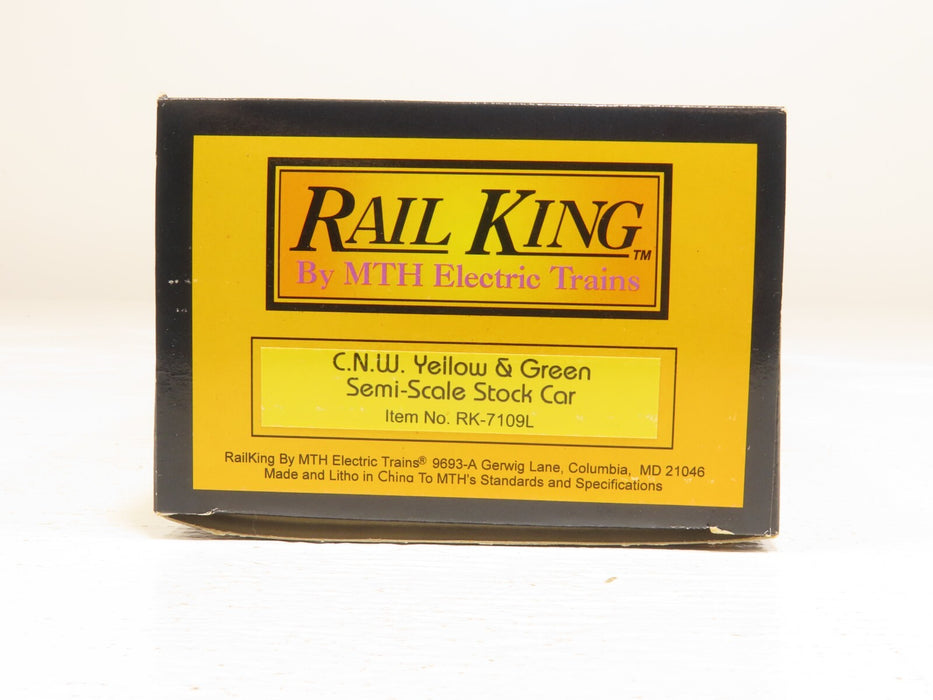 RAIL KING TM
By MTH Electric Trains
C.N.W. Yellow & Green
Semi-Scale Stock Car
Item No. RK-7109L
RailKing By MTH Electric Trains® 9693-A Gerwig Lane, Columbia, MD 21046
Made and Litho in China To MTH's Standards and Specifications